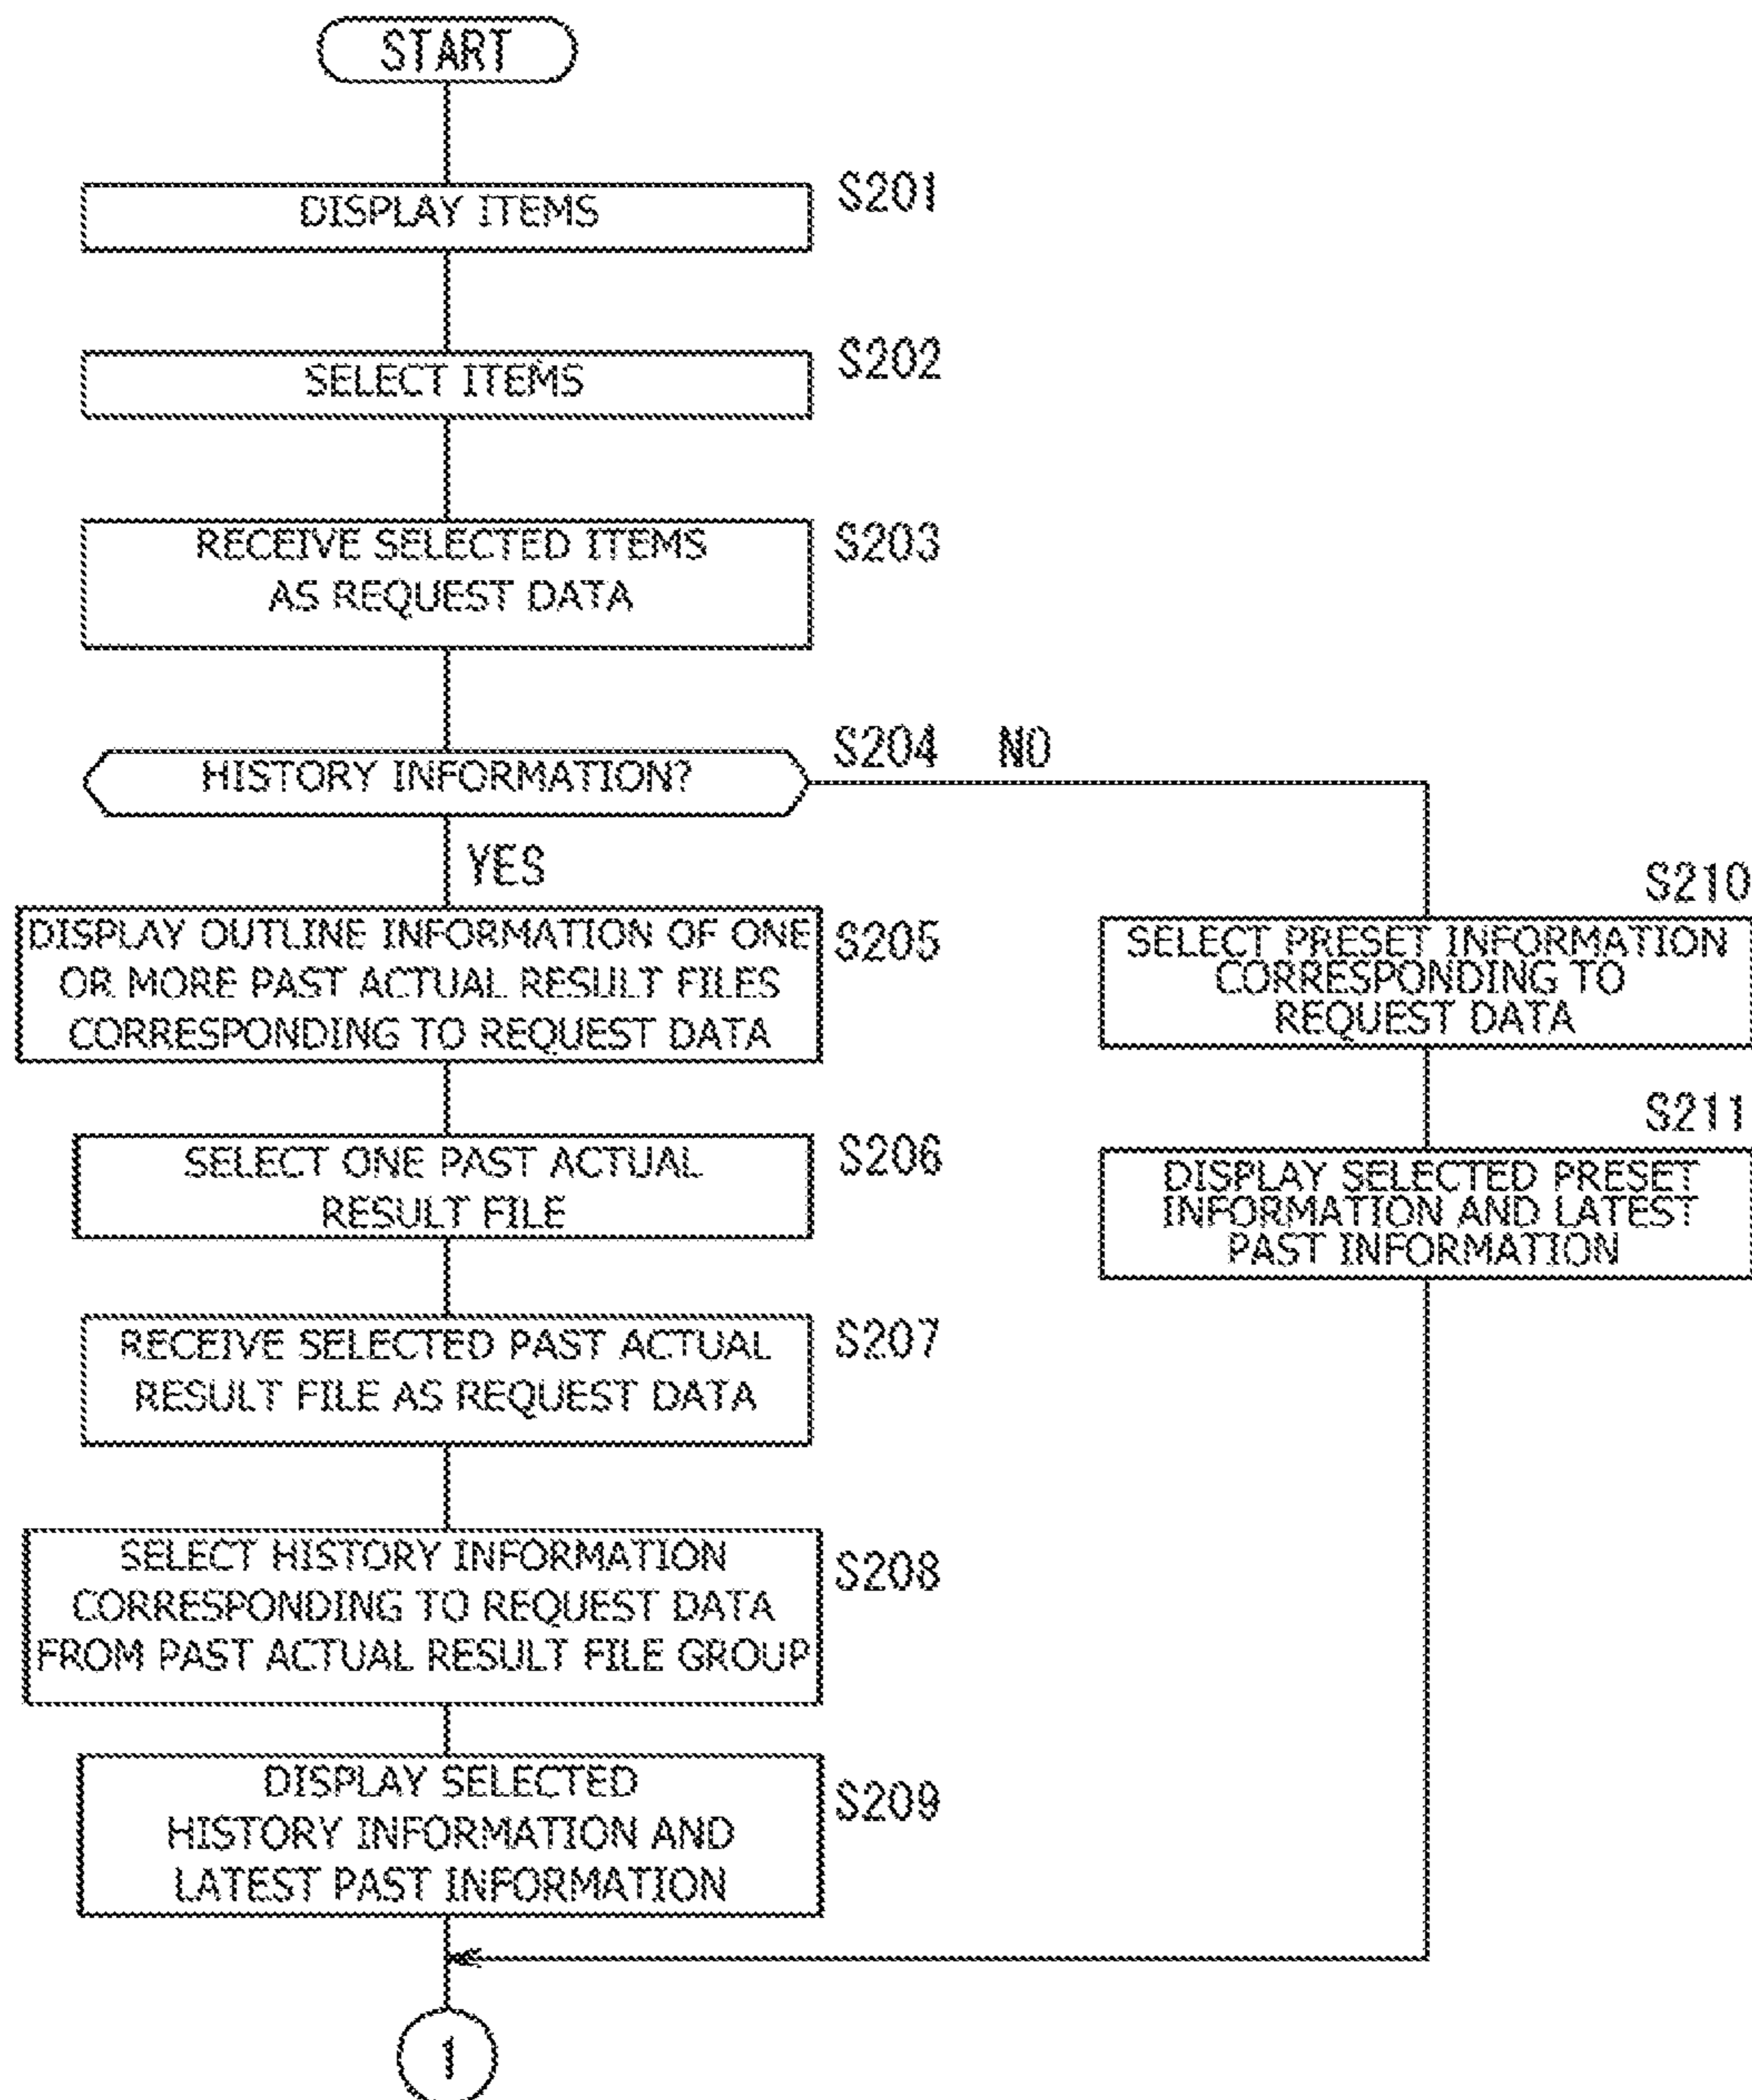 START
S201
DISPLAY ITEMS
S202
SELECT ITEMS
S203
RECEIVE SELECTED ITEMS
AS REQUEST DATA
S204 NO
HISTORY INFORMATION?
YES
S205
DISPLAY OUTLINE INFORMATION OF ONE
OR MORE PAST ACTUAL RESULT FILES
CORRESPONDING TO REQUEST DATA
S206
SELECT ONE PAST ACTUAL
RESULT FILE
S207
RECEIVE SELECTED PAST ACTUAL
RESULT FILE AS REQUEST DATA
S208
SELECT HISTORY INFORMATION
CORRESPONDING TO REQUEST DATA
FROM PAST ACTUAL RESULT FILE GROUP
S209
DISPLAY SELECTED
HISTORY INFORMATION AND
LATEST PAST INFORMATION
S210
SELECT PRESET INFORMATION
CORRESPONDING TO
REQUEST DATA
S211
DISPLAY SELECTED PRESET
INFORMATION AND LATEST
PAST INFORMATION
1